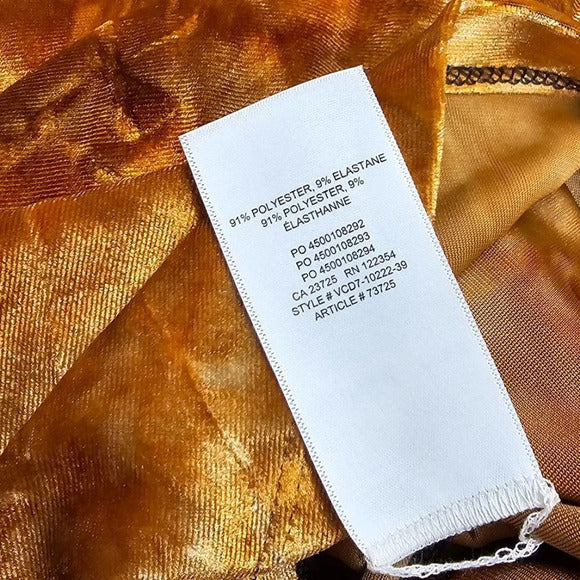 91% POLYESTER, 9% ELASTANE
91% POLYESTER, 9%
ÉLASTHANNE
PO 4500108292
PO 4500108293
PO 4500108294
CA 23725 RN 122354
STYLE # VCD7-10222-39
ARTICLE # 73725